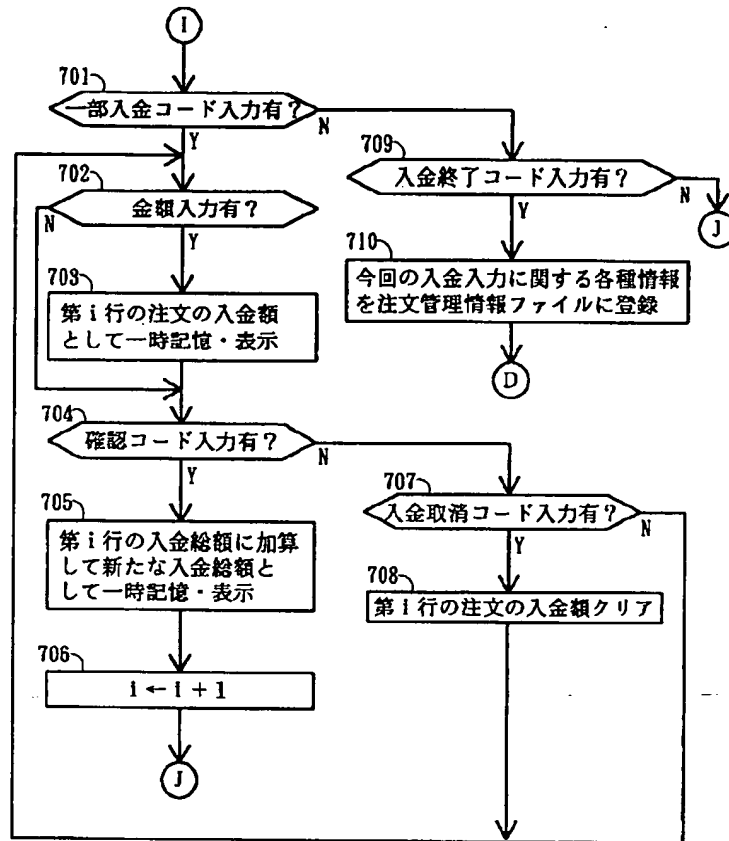 I
701
一部入金コード入力有?
N
Y
702
金額入力有?
N
Y
703
第i行の注文の入金額
として一時記憶・表示
704
確認コード入力有?
N
Y
705
第i行の入金総額に加算
して新たな入金総額と
して一時記憶・表示
706
i←i+1
J
709
入金終了コード入力有?
N
Y
J
710
今回の入金入力に関する各種情報
を注文管理情報ファイルに登録
D
707
入金取消コード入力有?
N
Y
708
第i行の注文の入金額クリア